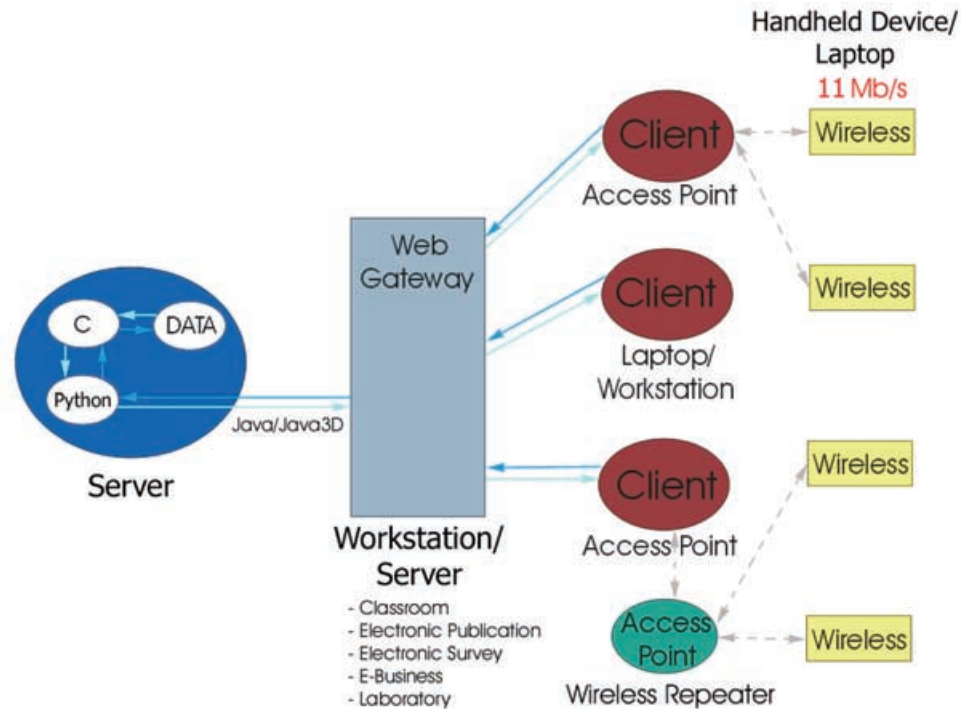 Handheld Device/
Laptop
11 Mb/s
Client
Access Point
Wireless
Wireless
Web
Gateway
Client
Laptop/
Workstation
C
DATA
Python
Java/Java3D
Server
Client
Access Point
Wireless
Workstation/
Server
- Classroom
- Electronic Publication
- Electronic Survey
- E-Business
- Laboratory
Access
Point
Wireless Repeater
Wireless